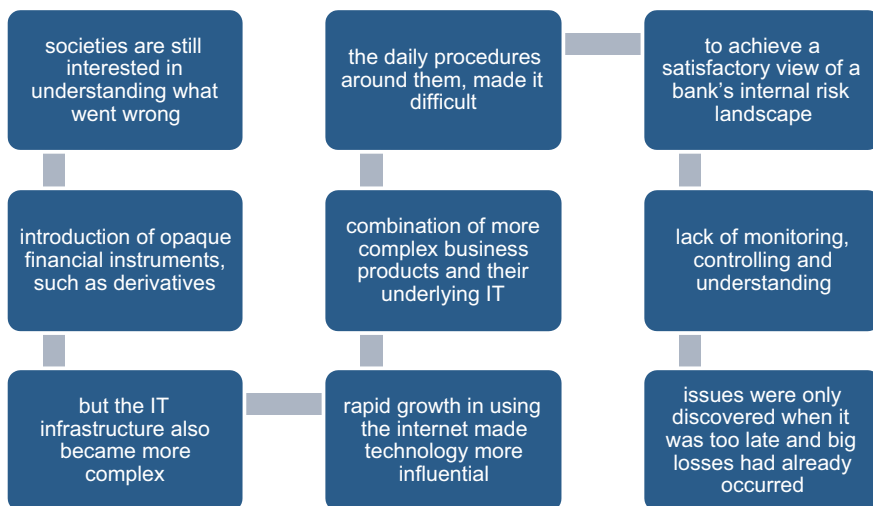 societies are still
interested in
understanding what
went wrong
introduction of opaque
financial instruments,
such as derivatives
but the IT
infrastructure also
became more
complex
rapid growth in using
the internet made
technology more
influential
combination of more
complex business
products and their
underlying IT
the daily procedures
around them, made it
difficult
to achieve a
satisfactory view of a
bank’s internal risk
landscape
lack of monitoring,
controlling and
understanding
issues were only
discovered when it
was too late and big
losses had already
occurred